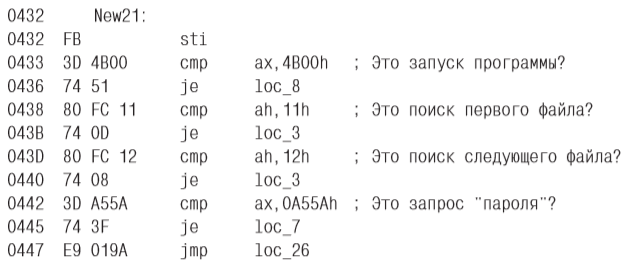 0432 New21:
0432 FB sti
0433 3D 4B00 cmp ax,4B00h ; Это запуск программы?
0436 74 51 je loc_8
0438 80 FC 11 cmp ah,11h ; Это поиск первого файла?
043B 74 0D je loc_3
043D 80 FC 12 cmp ah,12h ; Это поиск следующего файла?
0440 74 08 je loc_3
0442 3D A55A cmp ax,0A55Ah ; Это запрос "пароля"?
0445 74 3F je loc_7
0447 E9 019A jmp loc_26